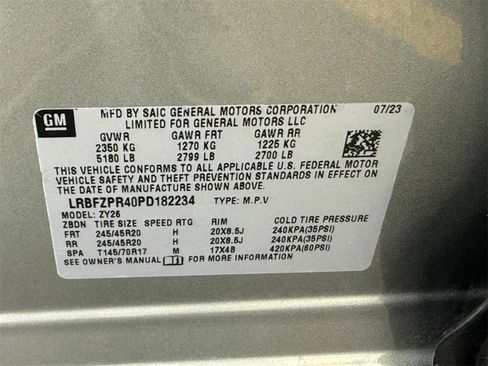 GM
MFD BY SAIC GENERAL MOTORS CORPORATION 07/23
LIMITED FOR GENERAL MOTORS LLC
GVWR GAWR FRT GAWR RR
2350 KG 1270 KG 1225 KG
5180 LB 2799 LB 2700 LB
THIS VEHICLE CONFORMS TO ALL APPLICABLE U.S. FEDERAL MOTOR
VEHICLE SAFETY AND THEFT PREVENTION STANDARDS IN EFFECT ON
THE DATE OF MANUFACTURE SHOWN ABOVE.
LRBFZPR40PD182234 TYPE: M.P.V
MODEL: ZY26
ZBDN TIRE SIZE SPEED RTG RIM COLD TIRE PRESSURE
FRT 245/45R20 H 20X8.5J 240KPA(35PSI)
RR 245/45R20 H 20X8.5J 240KPA(35PSI)
SPA T145/70R17 M 17X4B 420KPA(60PSI)
SEE OWNER'S MANUAL FOR MORE INFORMATION